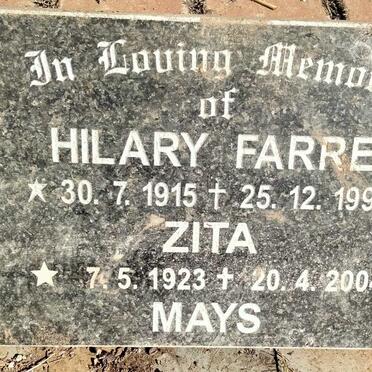 In Loving Memo
of
HILARY FARRE
★ 30. 7. 1915 † 25. 12. 199
ZITA
★ 7. 5. 1923 † 20. 4. 2004
MAYS